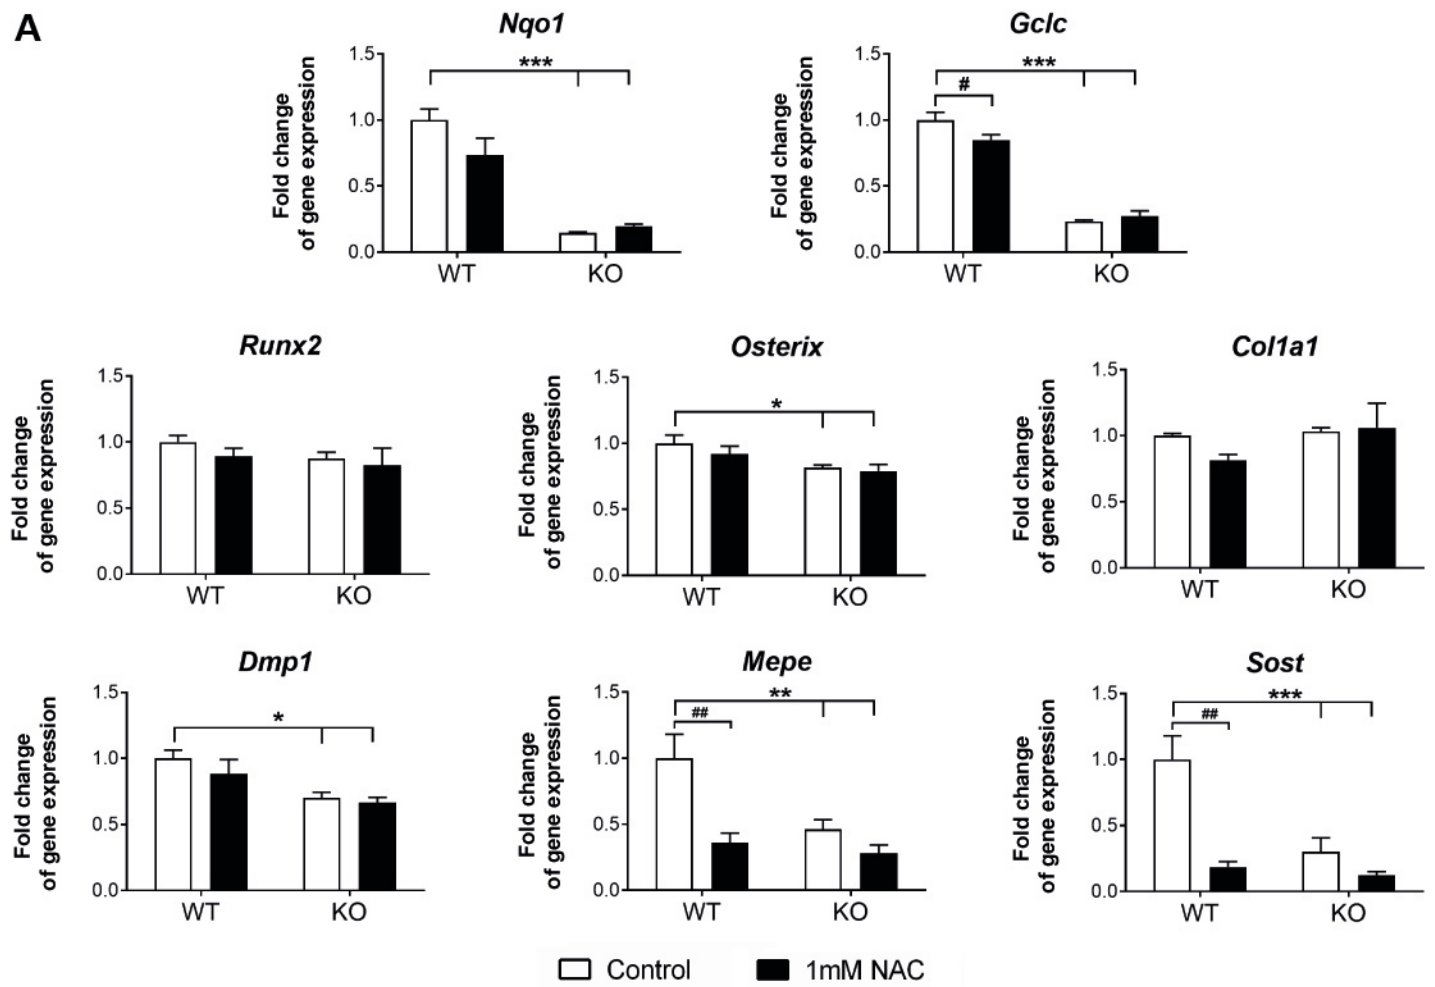 A
Nqo1
Fold change
of gene expression
1.5
1.0
0.5
0.0
***
WT
KO
Gclc
Fold change
of gene expression
1.5
1.0
0.5
0.0
***
#
WT
KO
Runx2
Fold change
of gene expression
1.5
1.0
0.5
0.0
WT
KO
Osterix
Fold change
of gene expression
1.5
1.0
0.5
0.0
*
WT
KO
Col1a1
Fold change
of gene expression
1.5
1.0
0.5
0.0
WT
KO
Dmp1
Fold change
of gene expression
1.5
1.0
0.5
0.0
*
WT
KO
Mepe
Fold change
of gene expression
1.5
1.0
0.5
0.0
**
##
WT
KO
Sost
Fold change
of gene expression
1.5
1.0
0.5
0.0
***
##
WT
KO
Control
1mM NAC